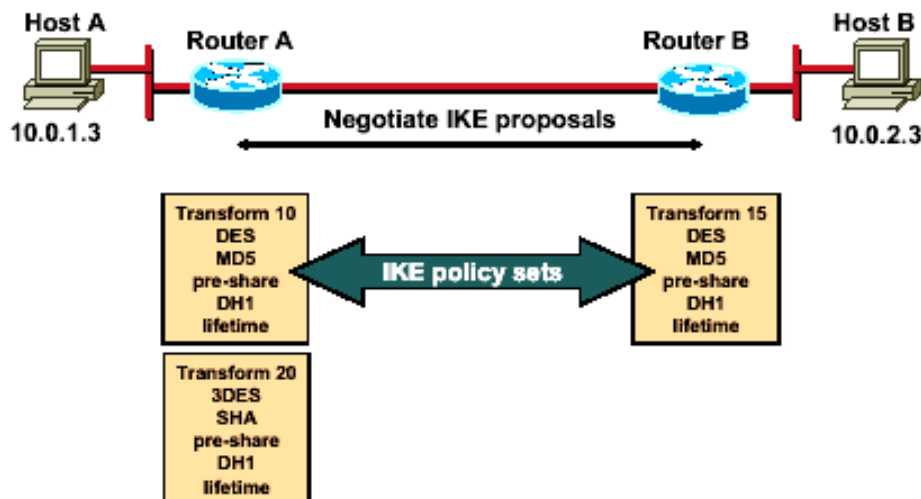 Host A
Router A
Router B
Host B
10.0.1.3
Negotiate IKE proposals
10.0.2.3
Transform 10
DES
MD5
pre-share
DH1
lifetime
IKE policy sets
Transform 15
DES
MD5
pre-share
DH1
lifetime
Transform 20
3DES
SHA
pre-share
DH1
lifetime